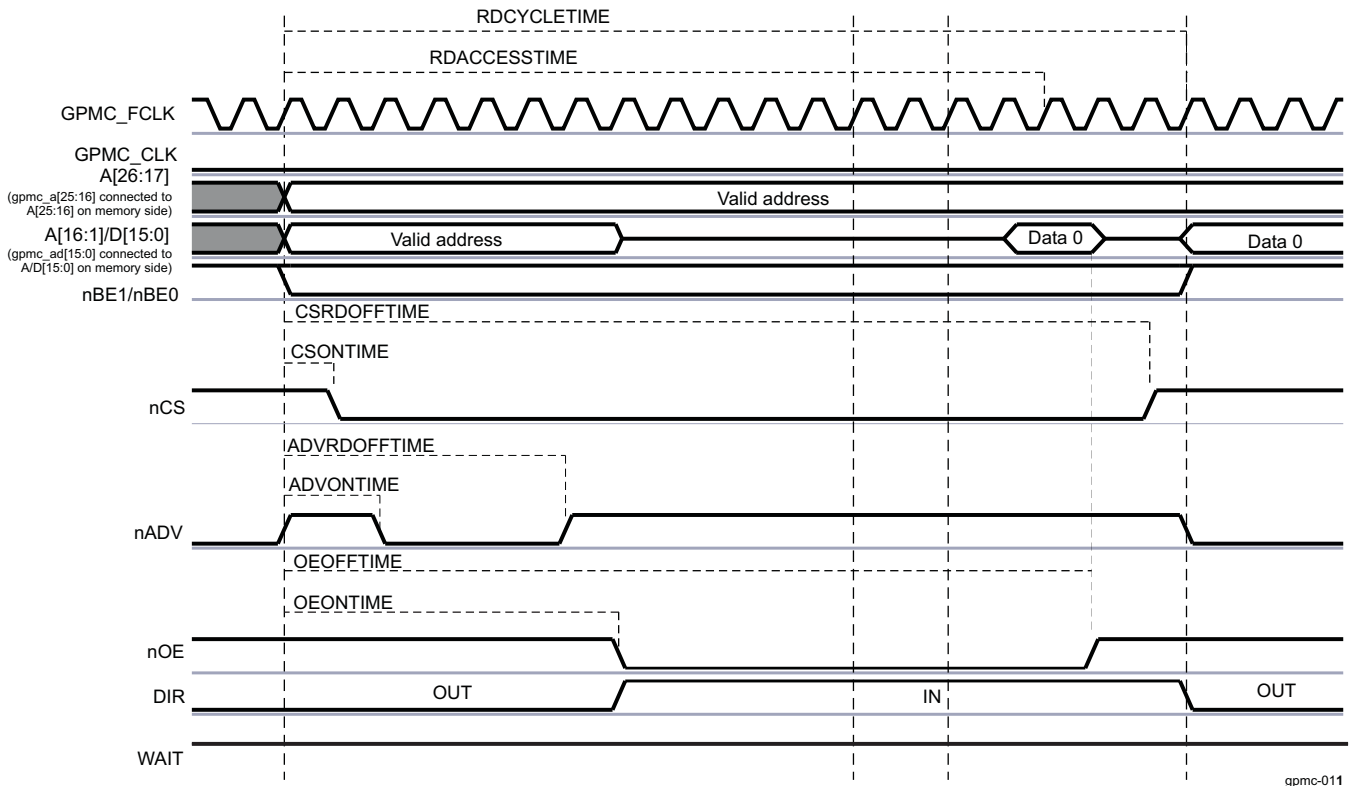 RDCYCLETIME
RDACCESSTIME
GPMC_FCLK
GPMC_CLK
A[26:17]
(gpmc_a[25:16] connected to
A[25:16] on memory side)
Valid address
A[16:1]/D[15:0]
(gpmc_ad[15:0] connected to
A/D[15:0] on memory side)
Valid address
Data 0
Data 0
nBE1/nBE0
CSRDOFFTIME
CSONTIME
nCS
ADVRDOFFTIME
ADVONTIME
nADV
OEOFFTIME
OEONTIME
nOE
DIR
OUT
IN
OUT
WAIT
gpmc-011